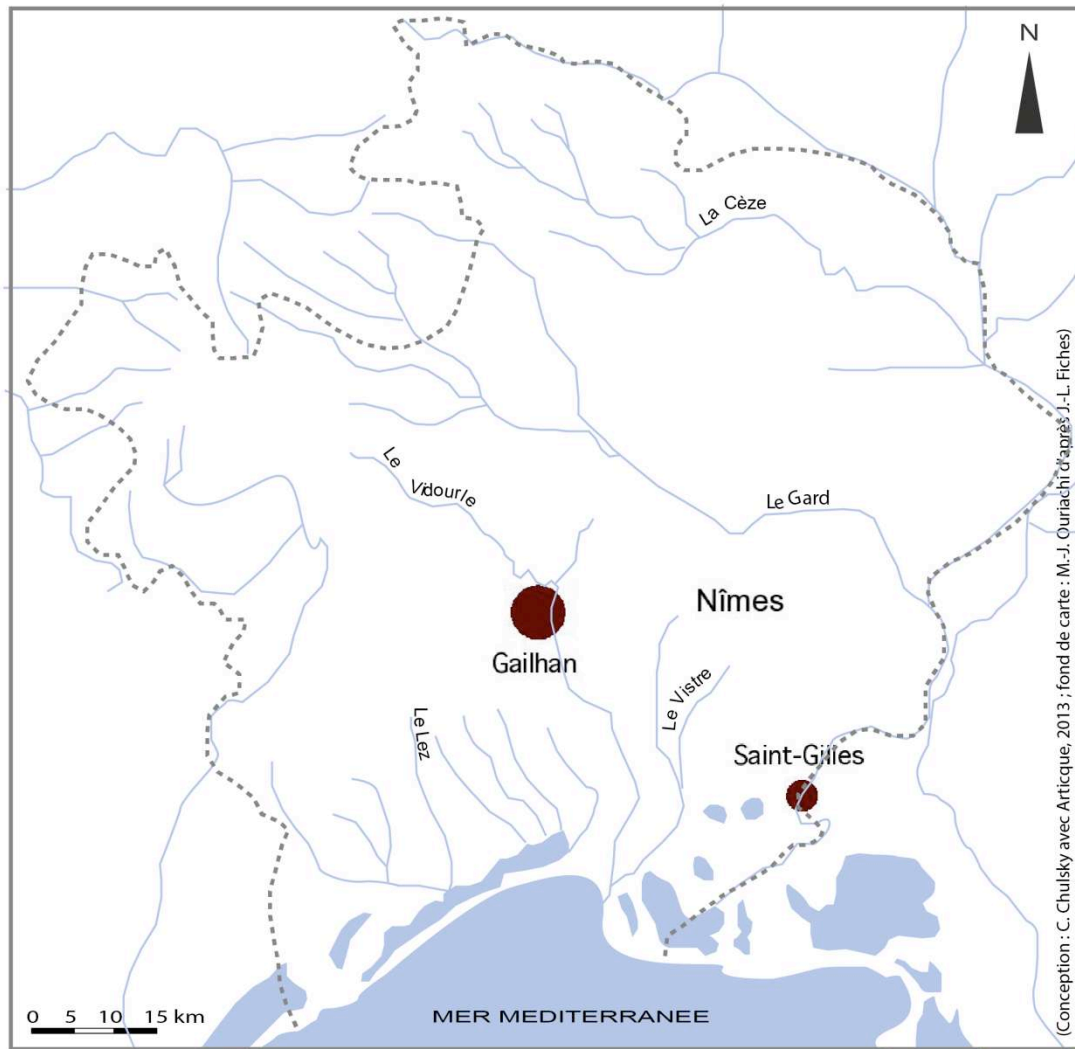 N
La Cèze
Le
Vidourle
Le Gard
Nîmes
Gailhan
Le Vistre
Le Lez
Saint-Gilles
0 5 10 15 km
MER MEDITERRANEE
(Conception : C. Chulsky avec Articque, 2013 ; fond de carte : M.-J. Ouriachi d'après J.-L. Fiches)